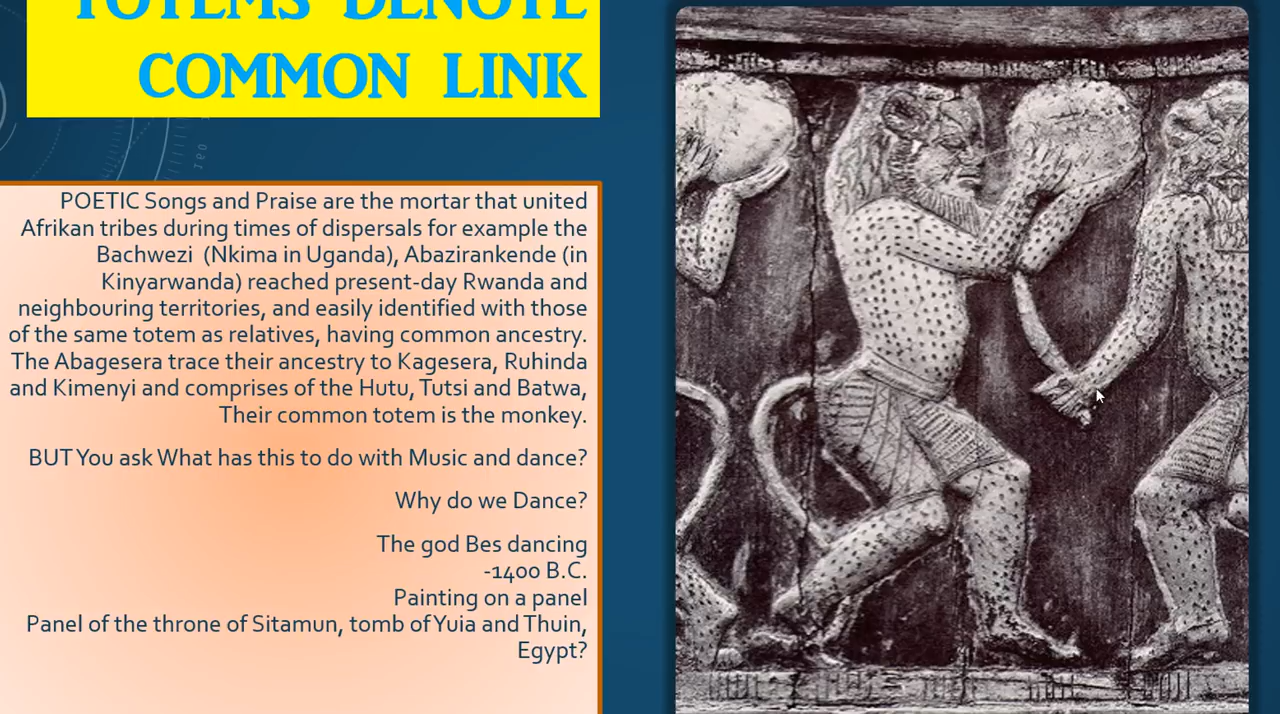 TOTEMS DENOTE
COMMON LINK
POETIC Songs and Praise are the mortar that united
Afrikan tribes during times of dispersals for example the
Bachwezi (Nkima in Uganda), Abazirankende (in
Kinyarwanda) reached present-day Rwanda and
neighbouring territories, and easily identified with those
of the same totem as relatives, having common ancestry.
The Abagesera trace their ancestry to Kagesera, Ruhinda
and Kimenyi and comprises of the Hutu, Tutsi and Batwa,
Their common totem is the monkey.
BUT You ask What has this to do with Music and dance?
Why do we Dance?
The god Bes dancing
-1400 B.C.
Painting on a panel
Panel of the throne of Sitamun, tomb of Yuia and Thuin,
Egypt?